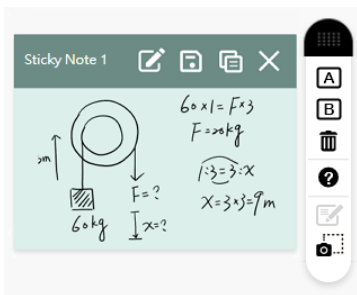 Sticky Note 1
A
B
?
60×1=F×3
F=20kg
1:3=3:x
x=3×3=9m
F=?
x=?
60kg